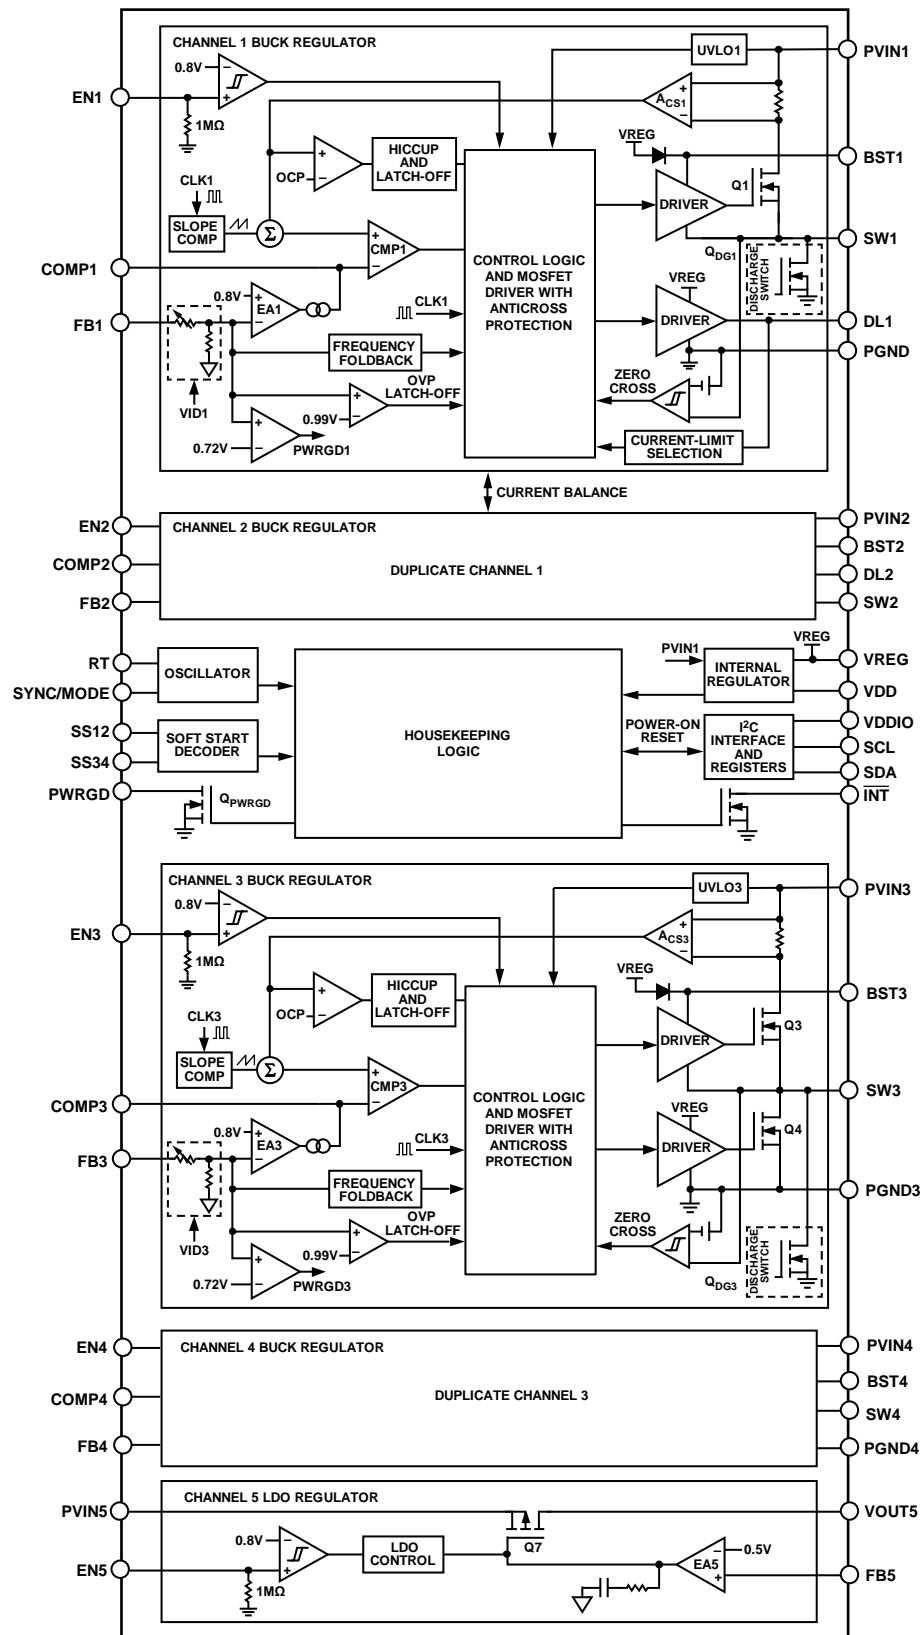 CHANNEL 1 BUCK REGULATOR
UVLO1
PVIN1
0.8V
−
+
EN1
1MΩ
ACS1
+
−
HICCUP
AND
LATCH-OFF
+
OCP
−
VREG
BST1
Q1
DRIVER
CLK1
SLOPE
COMP
Σ
+
CMP1
−
CONTROL LOGIC
AND MOSFET
DRIVER WITH
ANTICROSS
PROTECTION
SW1
QDG1
DISCHARGE
SWITCH
COMP1
0.8V
+
EA1
−
CLK1
VREG
DRIVER
DL1
FB1
FREQUENCY
FOLDBACK
PGND
VID1
OVP
LATCH-OFF
ZERO
CROSS
+
0.99V
−
+
0.72V
−
PWRGD1
CURRENT-LIMIT
SELECTION
CURRENT BALANCE
EN2
CHANNEL 2 BUCK REGULATOR
PVIN2
COMP2
DUPLICATE CHANNEL 1
BST2
DL2
FB2
SW2
RT
OSCILLATOR
SYNC/MODE
PVIN1
VREG
INTERNAL
REGULATOR
VREG
VDD
SS12
SOFT START
DECODER
SS34
HOUSEKEEPING
LOGIC
POWER-ON
RESET
I2C
INTERFACE
AND
REGISTERS
VDDIO
SCL
SDA
PWRGD
QPWRGD
INT
CHANNEL 3 BUCK REGULATOR
UVLO3
PVIN3
0.8V
−
+
EN3
1MΩ
ACS3
+
−
HICCUP
AND
LATCH-OFF
+
OCP
−
VREG
BST3
Q3
DRIVER
CLK3
SLOPE
COMP
Σ
+
CMP3
−
CONTROL LOGIC
AND MOSFET
DRIVER WITH
ANTICROSS
PROTECTION
SW3
COMP3
0.8V
+
EA3
−
CLK3
VREG
DRIVER
Q4
FB3
FREQUENCY
FOLDBACK
PGND3
VID3
OVP
LATCH-OFF
ZERO
CROSS
+
0.99V
−
+
0.72V
−
PWRGD3
QDG3
DISCHARGE
SWITCH
EN4
CHANNEL 4 BUCK REGULATOR
PVIN4
COMP4
DUPLICATE CHANNEL 3
BST4
SW4
FB4
PGND4
CHANNEL 5 LDO REGULATOR
PVIN5
VOUT5
Q7
0.8V
−
+
EN5
1MΩ
LDO
CONTROL
−
0.5V
EA5
+
FB5